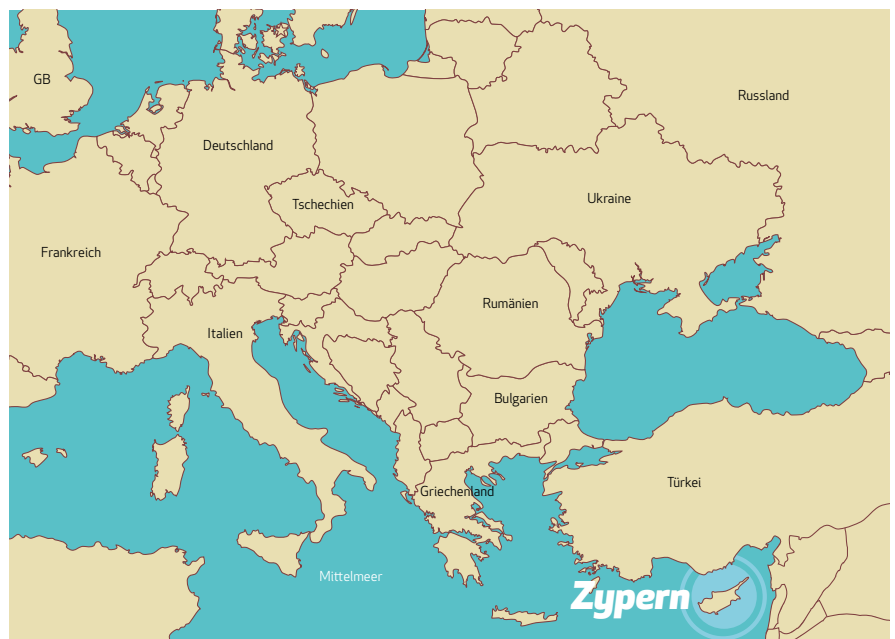 GB
Russland
Deutschland
Ukraine
Tschechien
Frankreich
Rumänien
Italien
Bulgarien
Türkei
Griechenland
Mittelmeer
Zypern